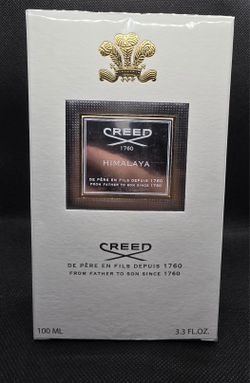 CREED
1760
HIMALAYA
DE PÈRE EN FILS DEPUIS 1760
FROM FATHER TO SON SINCE 1760
CREED
DE PÈRE EN FILS DEPUIS 1760
FROM FATHER TO SON SINCE 1760
100 ML 3.3 FL.OZ.